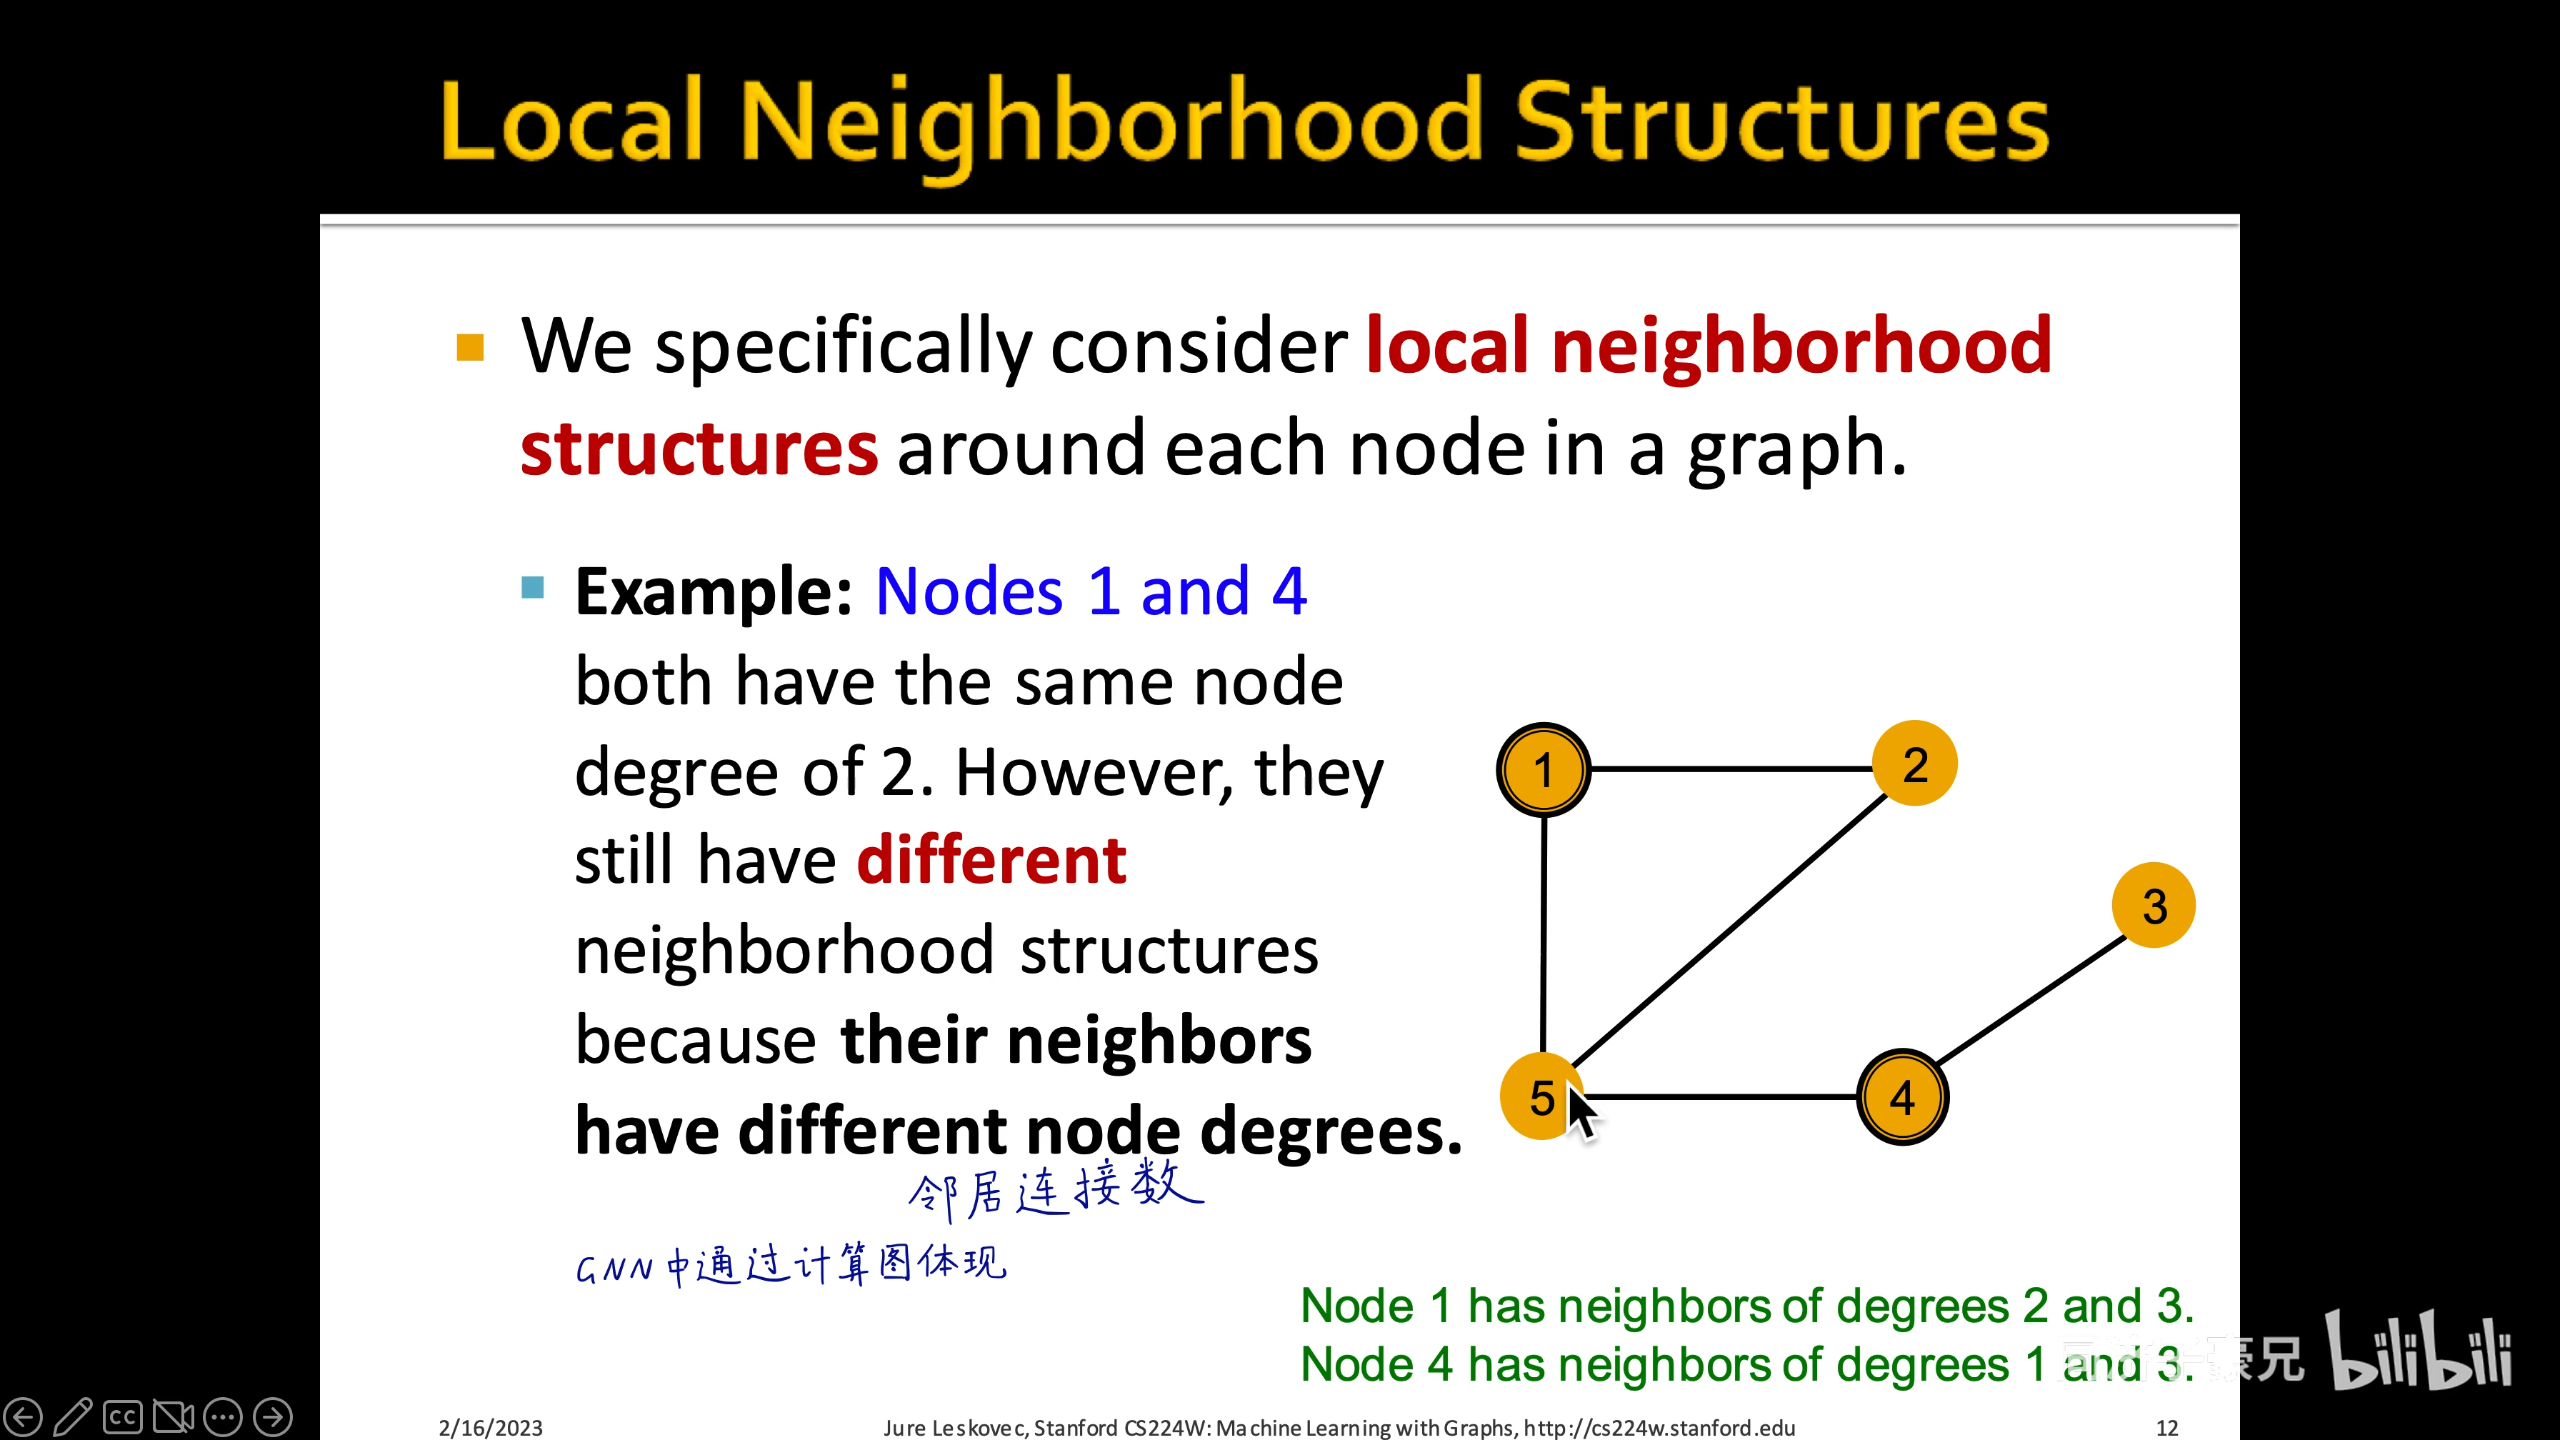 Local Neighborhood Structures
We specifically consider local neighborhood
structures around each node in a graph.
Example: Nodes 1 and 4
both have the same node
degree of 2. However, they
still have different
neighborhood structures
because their neighbors
have different node degrees.
邻居连接数
GNN中通过计算图体现
1
2
3
5
4
Node 1 has neighbors of degrees 2 and 3.
Node 4 has neighbors of degrees 1 and 3.
豪兄
bilibili
CC
2/16/2023
Jure Leskovec, Stanford CS224W: Machine Learning with Graphs, http://cs224w.stanford.edu
12